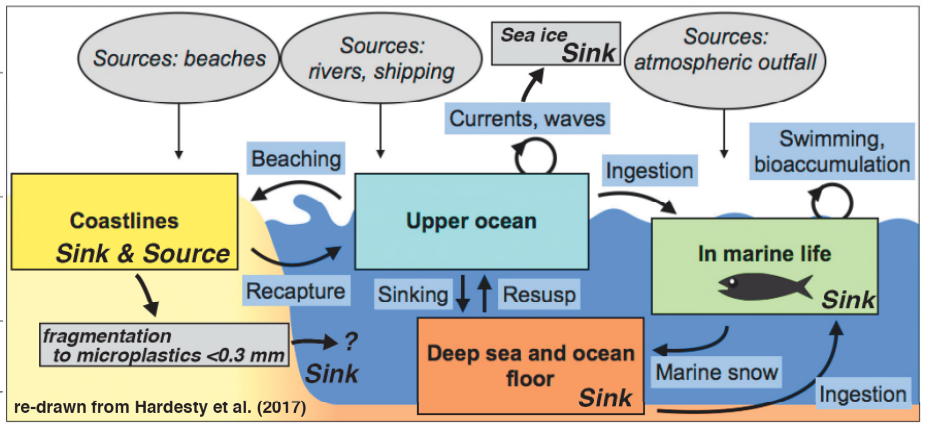 Sources: beaches
Sources:
rivers, shipping
Sea ice
Sink
Sources:
atmospheric outfall
Currents, waves
Beaching
Ingestion
Swimming,
bioaccumulation
Coastlines
Sink & Source
Upper ocean
In marine life
Sink
Recapture
Sinking
Resusp
fragmentation
to microplastics <0.3 mm
?
Sink
Deep sea and ocean
floor
Sink
Marine snow
Ingestion
re-drawn from Hardesty et al. (2017)